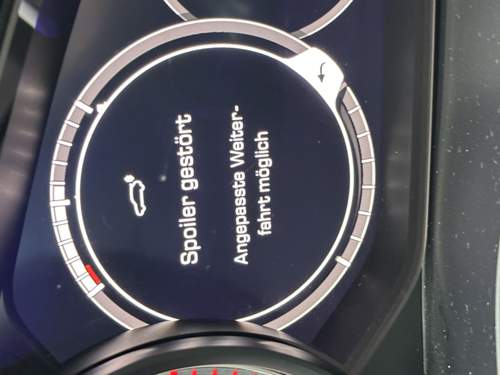 Spoiler gestört
Angepasste Weiter-
fahrt möglich